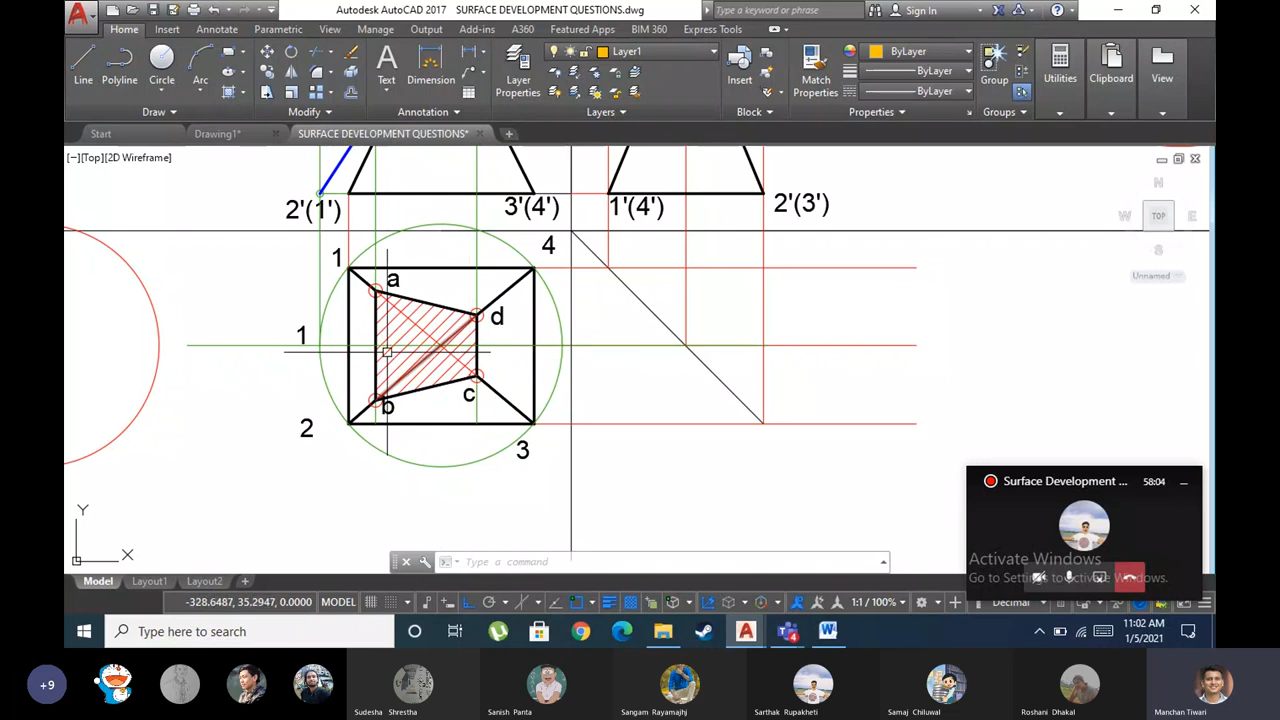 Autodesk AutoCAD 2017 SURFACE DEVELOPMENT QUESTIONS.dwg
Type a keyword or phrase
Sign In
Home Insert Annotate Parametric View Manage Output Add-ins A360 Express Tools Featured Apps BIM 360
Layer1
ByLayer
ByLayer
ByLayer
Line Polyline Circle Arc Text Dimension Layer Properties Insert Match Properties Group Utilities Clipboard View
Draw Modify Annotation Layers Block Properties Groups
Start Drawing1* SURFACE DEVELOPMENT QUESTIONS*
[−][Top][2D Wireframe]
N
W TOP E
S
Unnamed
2'(1') 3'(4') 1'(4') 2'(3')
4
1
a
d
1
c
b
2
3
Y
X
Surface Development ... 58:04
Activate Windows
Go to Settings to activate Windows.
Type a command
Model Layout1 Layout2
-328.6487, 35.2947, 0.0000 MODEL 1:1 / 100% Decimal
Type here to search
11:02 AM
1/5/2021
+9
Sudesha Shrestha Sanish Panta Sangam Rayamajhi Sarthak Rupakheti Samaj Chiluwal Roshani Dhakal Manchan Tiwari